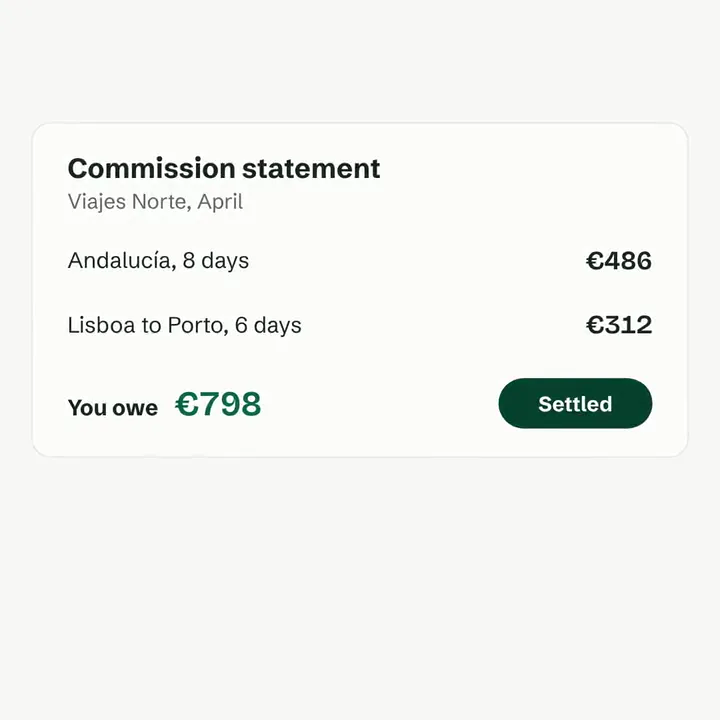 Commission statement
Viajes Norte, April
Andalucía, 8 days €486
Lisboa to Porto, 6 days €312
You owe €798 Settled